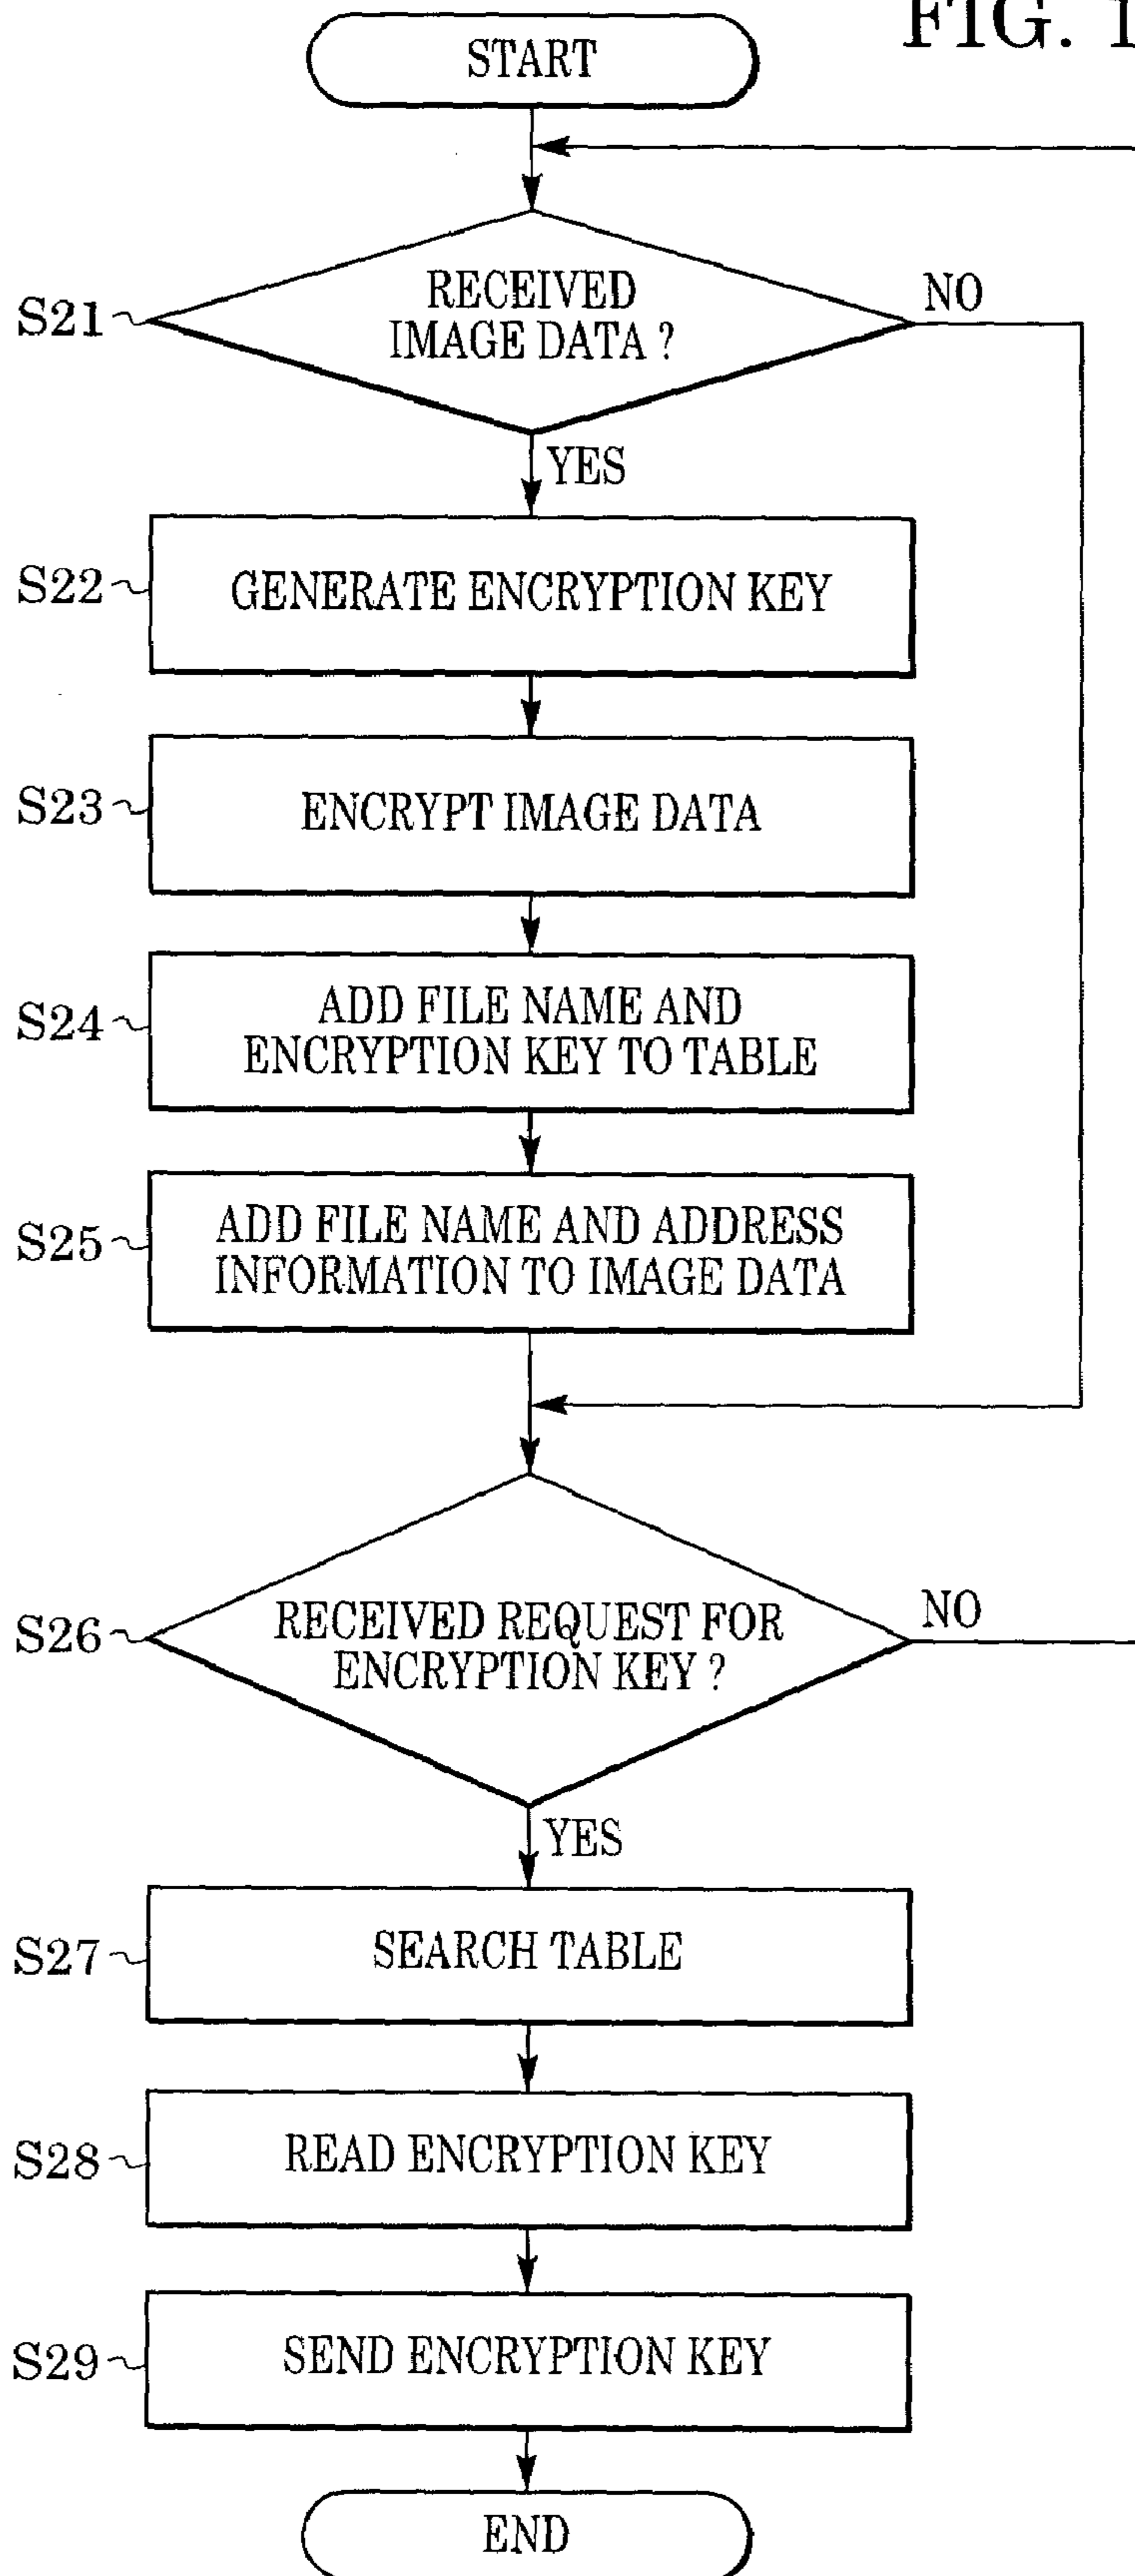 FIG. 1
START
S21
RECEIVED
IMAGE DATA ?
NO
YES
S22
GENERATE ENCRYPTION KEY
S23
ENCRYPT IMAGE DATA
S24
ADD FILE NAME AND
ENCRYPTION KEY TO TABLE
S25
ADD FILE NAME AND ADDRESS
INFORMATION TO IMAGE DATA
S26
RECEIVED REQUEST FOR
ENCRYPTION KEY ?
NO
YES
S27
SEARCH TABLE
S28
READ ENCRYPTION KEY
S29
SEND ENCRYPTION KEY
END